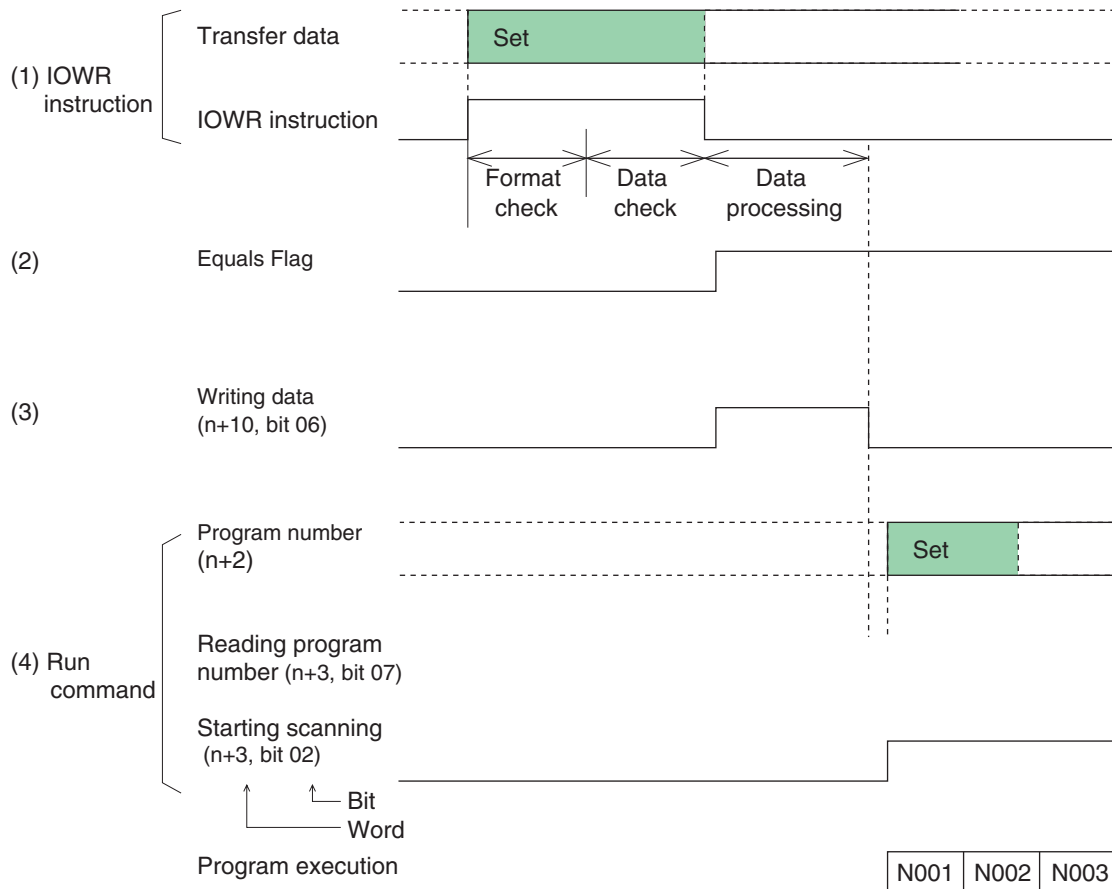 Transfer data
Set
(1) IOWR
instruction
IOWR instruction
Format
check
Data
check
Data
processing
(2)
Equals Flag
(3)
Writing data
(n+10, bit 06)
Program number
(n+2)
Set
(4) Run
command
Reading program
number (n+3, bit 07)
Starting scanning
(n+3, bit 02)
Bit
Word
Program execution
N001 N002 N003